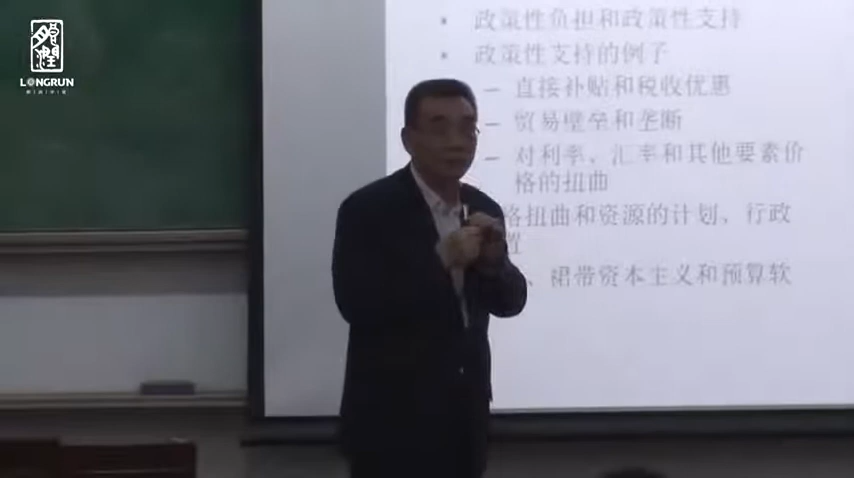 LONGRUN
• 政策性负担和政策性支持
• 政策性支持的例子
– 直接补贴和税收优惠
– 贸易壁垒和垄断
– 对利率、汇率和其他要素价
格的扭曲
格扭曲和资源的计划、行政
置
、裙带资本主义和预算软